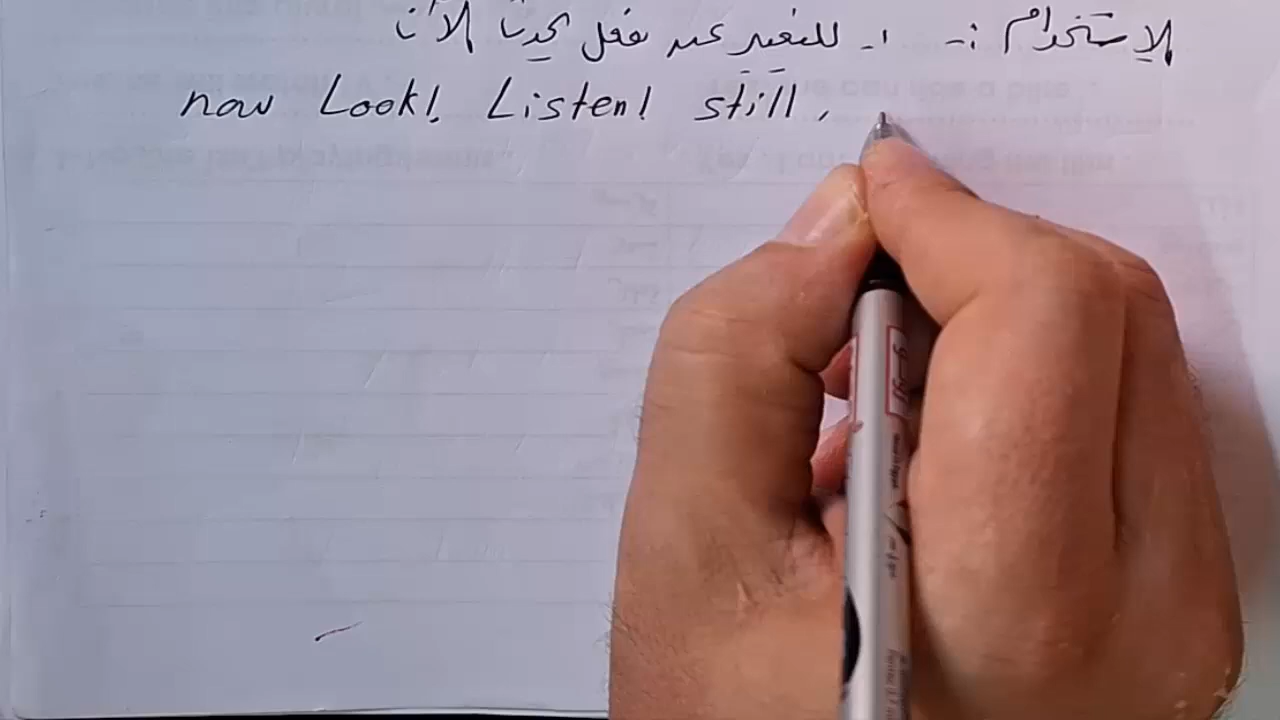 الاستخدام :- ١- للتعبير عن فعل يحدث الآن
now Look! Listen! still,